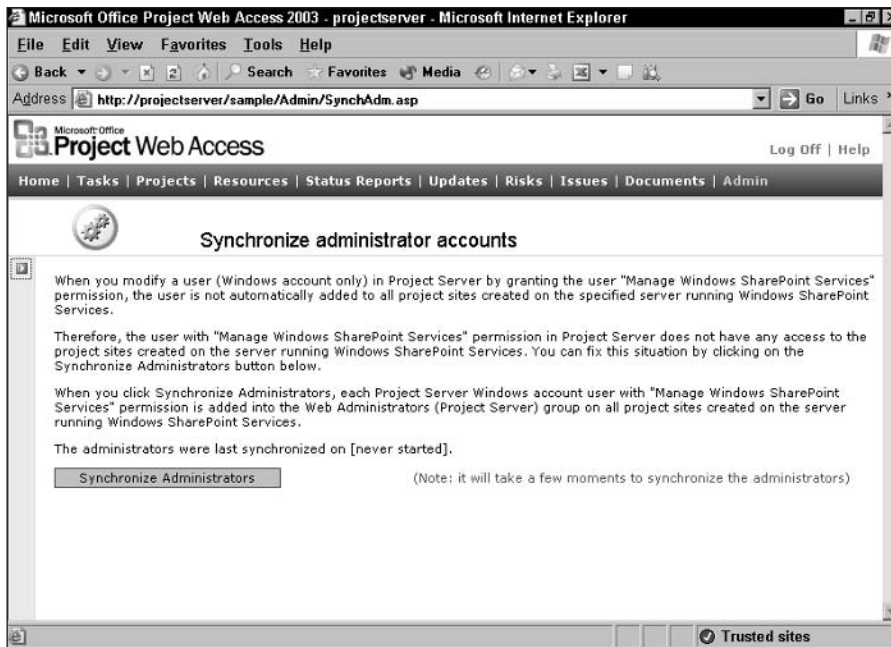 Microsoft Office Project Web Access 2003 - projectserver - Microsoft Internet Explorer
File Edit View Favorites Tools Help
Back Search Favorites Media
Address http://projectserver/sample/Admin/SynchAdm.asp Go Links
Microsoft Office
Project Web Access
Log Off | Help
Home | Tasks | Projects | Resources | Status Reports | Updates | Risks | Issues | Documents | Admin
Synchronize administrator accounts
When you modify a user (Windows account only) in Project Server by granting the user "Manage Windows SharePoint Services"
permission, the user is not automatically added to all project sites created on the specified server running Windows SharePoint
Services.
Therefore, the user with "Manage Windows SharePoint Services" permission in Project Server does not have any access to the
project sites created on the server running Windows SharePoint Services. You can fix this situation by clicking on the
Synchronize Administrators button below.
When you click Synchronize Administrators, each Project Server Windows account user with "Manage Windows SharePoint
Services" permission is added into the Web Administrators (Project Server) group on all project sites created on the server
running Windows SharePoint Services.
The administrators were last synchronized on [never started].
Synchronize Administrators (Note: it will take a few moments to synchronize the administrators)
Trusted sites